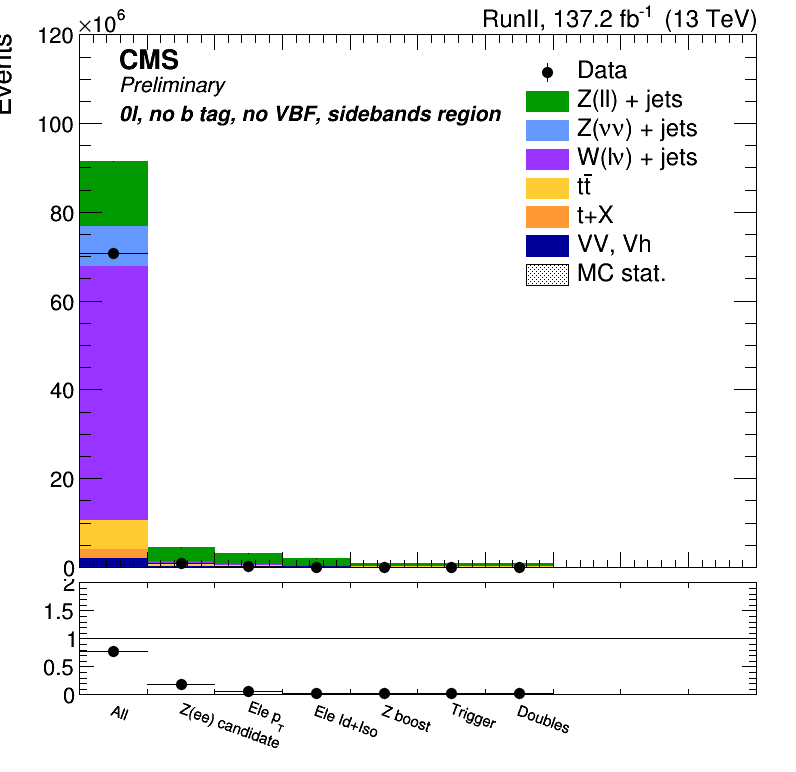 ×10⁶
RunII, 137.2 fb⁻¹ (13 TeV)
Events
120
100
80
60
40
20
0
CMS
Preliminary
0l, no b tag, no VBF, sidebands region
Data
Z(ll) + jets
Z(νν) + jets
W(lν) + jets
tt̄
t+X
VV, Vh
MC stat.
2
1.5
1
0.5
0
All
Z(ee) candidate
Ele p_T
Ele Id+Iso
Z boost
Trigger
Doubles